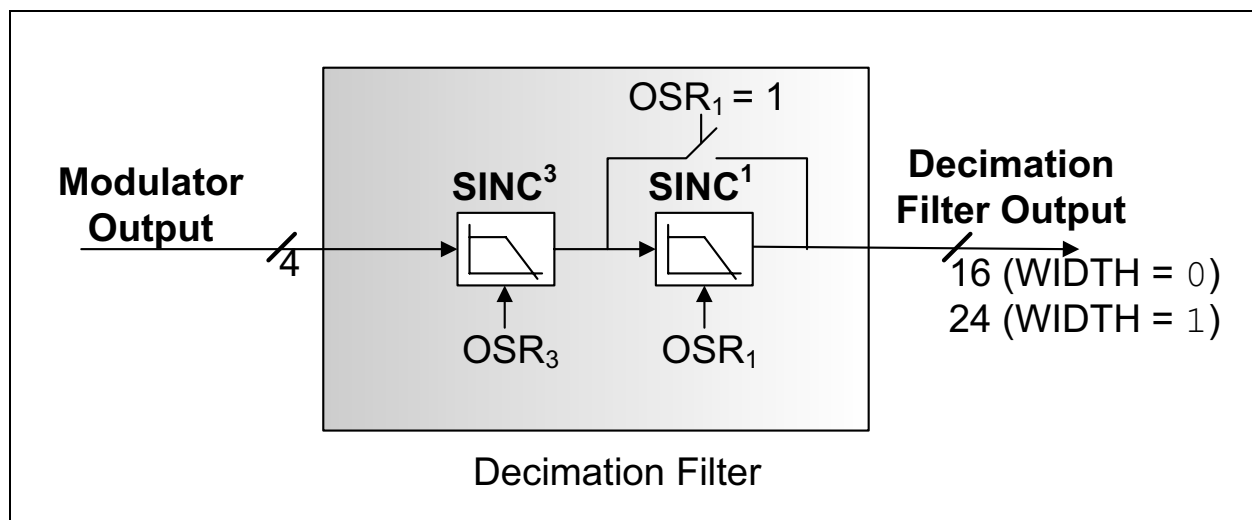 OSR₁ = 1
Modulator
Output
4
SINC³
SINC¹
OSR₃
OSR₁
Decimation
Filter Output
16 (WIDTH = 0)
24 (WIDTH = 1)
Decimation Filter